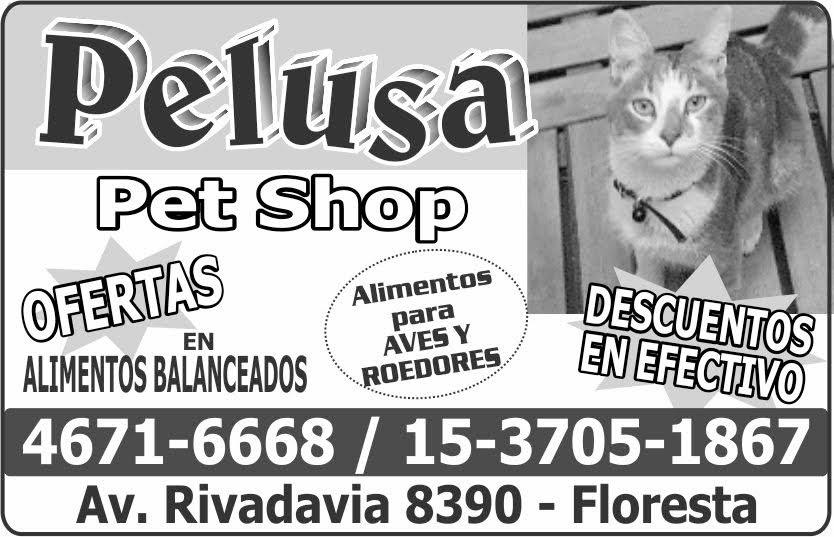 Pelusa
Pet Shop
OFERTAS
EN
ALIMENTOS BALANCEADOS
Alimentos
para
AVES Y
ROEDORES
DESCUENTOS
EN EFECTIVO
4671-6668 / 15-3705-1867
Av. Rivadavia 8390 - Floresta